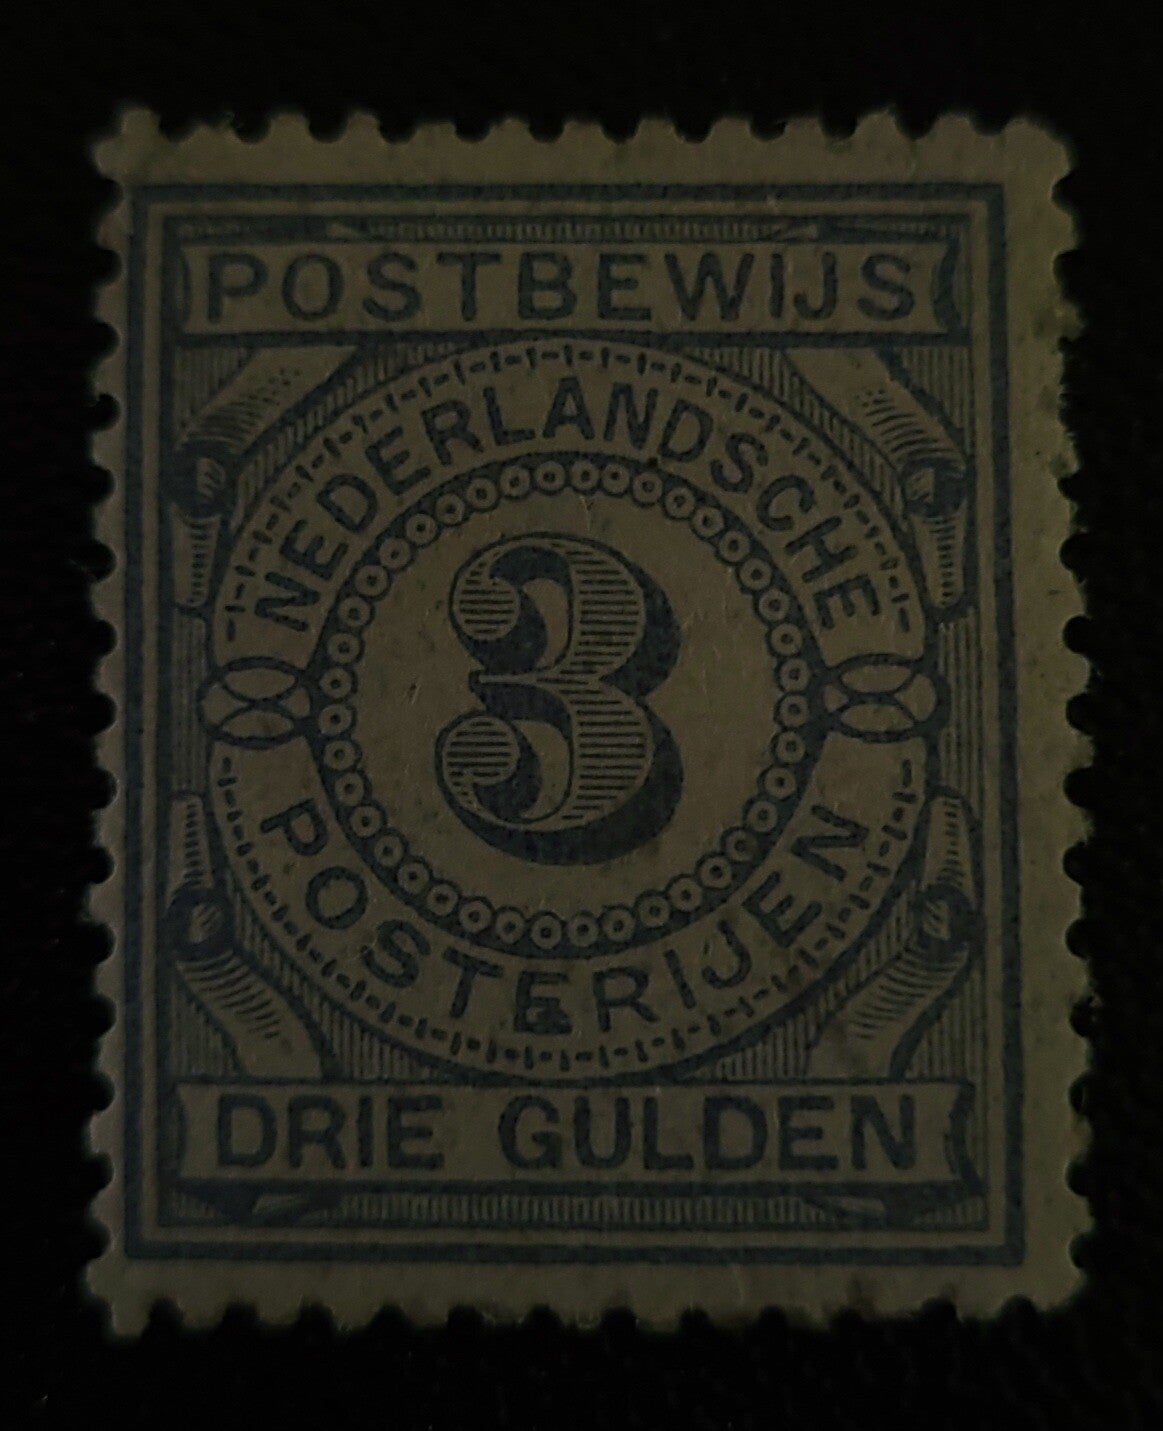 POSTBEWIJS
NEDERLANDSCHE
3
POSTERIJEN
DRIE GULDEN